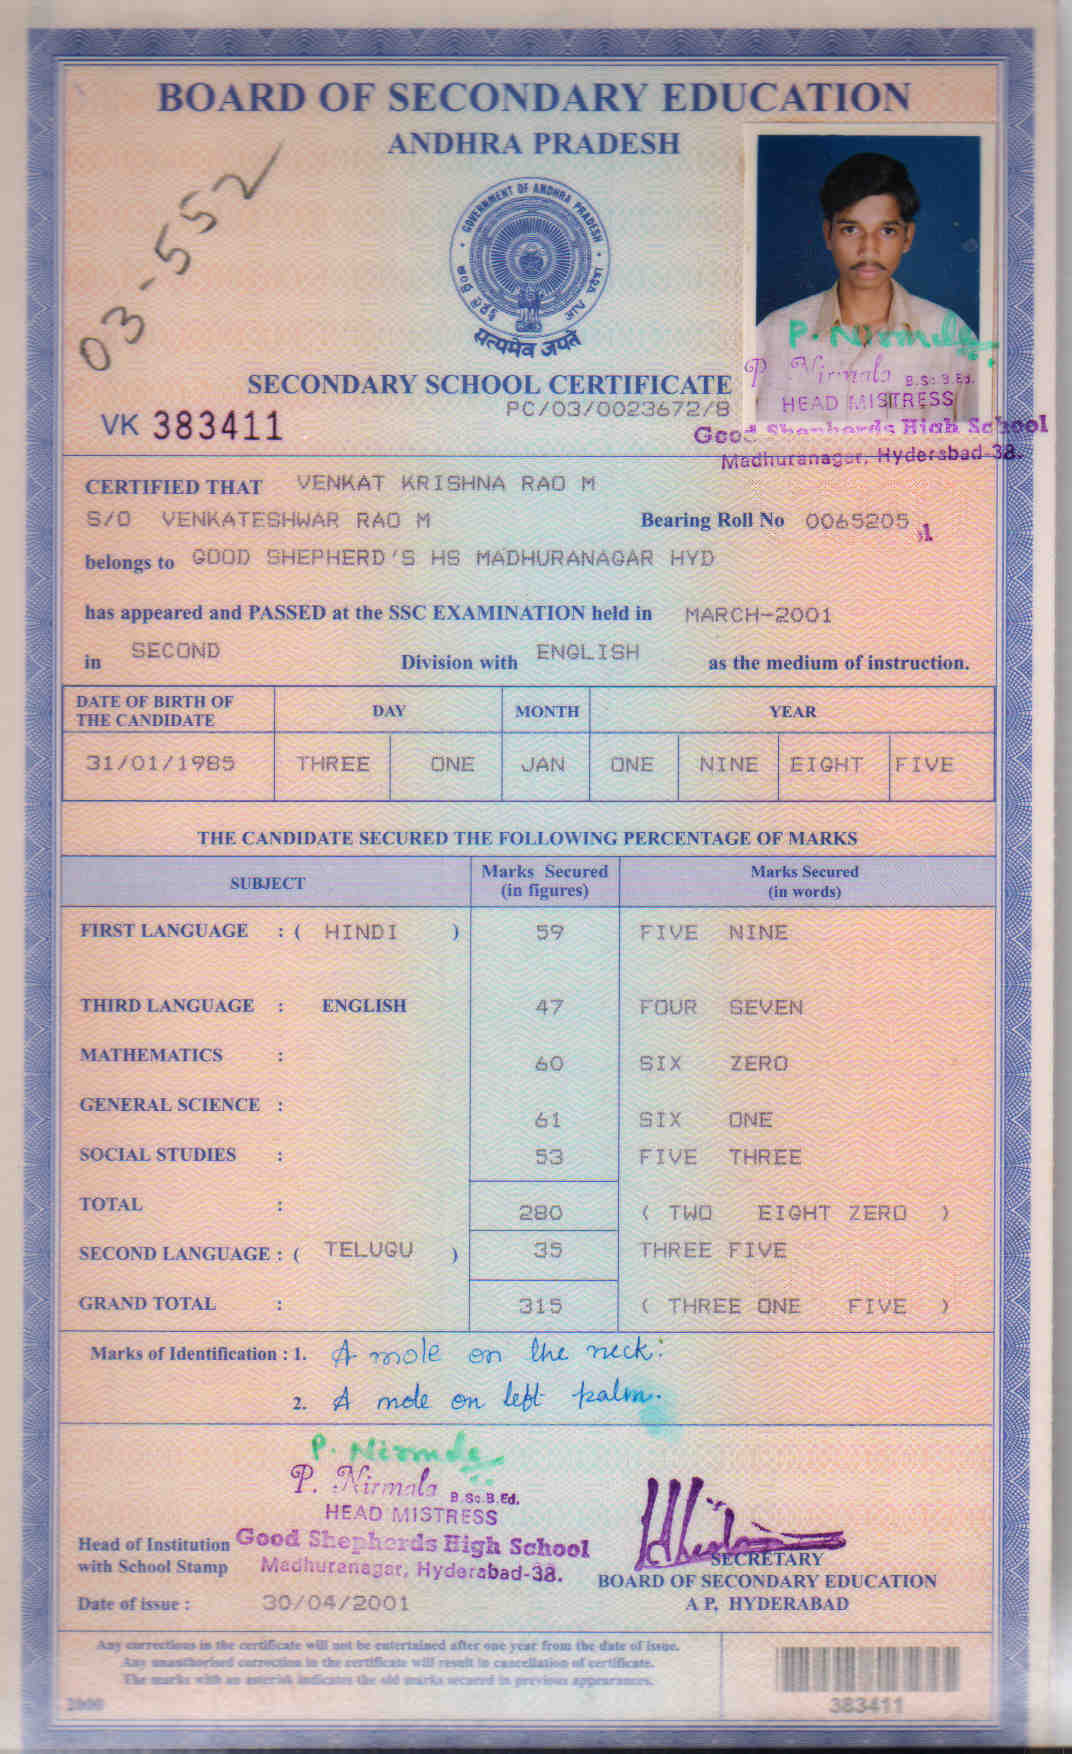 BOARD OF SECONDARY EDUCATION
ANDHRA PRADESH
03-552
GOVERNMENT OF ANDHRA PRADESH
सत्यमेव जयते
SECONDARY SCHOOL CERTIFICATE
PC/03/0023672/8
VK 383411
P. Nirmala
P. Nirmala B.Sc.B.Ed.
HEAD MISTRESS
Good Shepherds High School
Madhuranagar, Hyderabad-38.
CERTIFIED THAT VENKAT KRISHNA RAO M
S/O VENKATESHWAR RAO M Bearing Roll No 0065205
belongs to GOOD SHEPHERD'S HS MADHURANAGAR HYD
has appeared and PASSED at the SSC EXAMINATION held in MARCH-2001
in SECOND Division with ENGLISH as the medium of instruction.
DATE OF BIRTH OF THE CANDIDATE DAY MONTH YEAR
31/01/1985 THREE ONE JAN ONE NINE EIGHT FIVE
THE CANDIDATE SECURED THE FOLLOWING PERCENTAGE OF MARKS
SUBJECT Marks Secured (in figures) Marks Secured (in words)
FIRST LANGUAGE : ( HINDI ) 59 FIVE NINE
THIRD LANGUAGE : ENGLISH 47 FOUR SEVEN
MATHEMATICS : 60 SIX ZERO
GENERAL SCIENCE : 61 SIX ONE
SOCIAL STUDIES : 53 FIVE THREE
TOTAL : 280 ( TWO EIGHT ZERO )
SECOND LANGUAGE : ( TELUGU ) 35 THREE FIVE
GRAND TOTAL : 315 ( THREE ONE FIVE )
Marks of Identification : 1. A mole on the neck.
2. A mole on left palm.
P. Nirmala
P. Nirmala B.Sc.B.Ed.
HEAD MISTRESS
Head of Institution Good Shepherds High School
with School Stamp Madhuranagar, Hyderabad-38.
SECRETARY
BOARD OF SECONDARY EDUCATION
A P, HYDERABAD
Date of issue : 30/04/2001
Any corrections in the certificate will not be entertained after one year from the date of issue.
Any unauthorised correction in the certificate will result in cancellation of certificate.
The marks with an asterisk indicates the old marks secured in previous appearances.
2000
383411